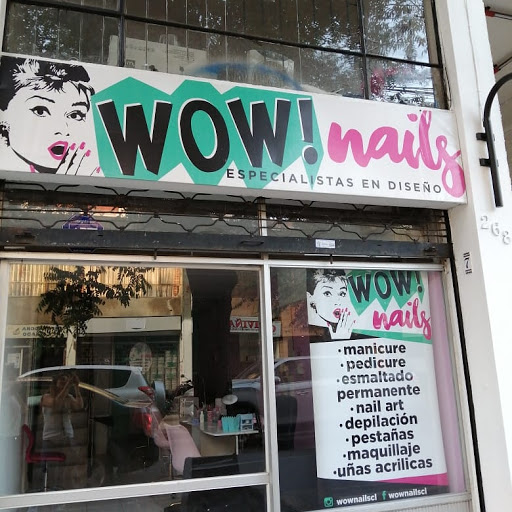 WOW! nails
ESPECIALISTAS EN DISEÑO
268
WOW!
nails
·manicure
·pedicure
·esmaltado
permanente
·nail art
·depilación
·pestañas
·maquillaje
·uñas acrilicas
wownailscl wownailscl